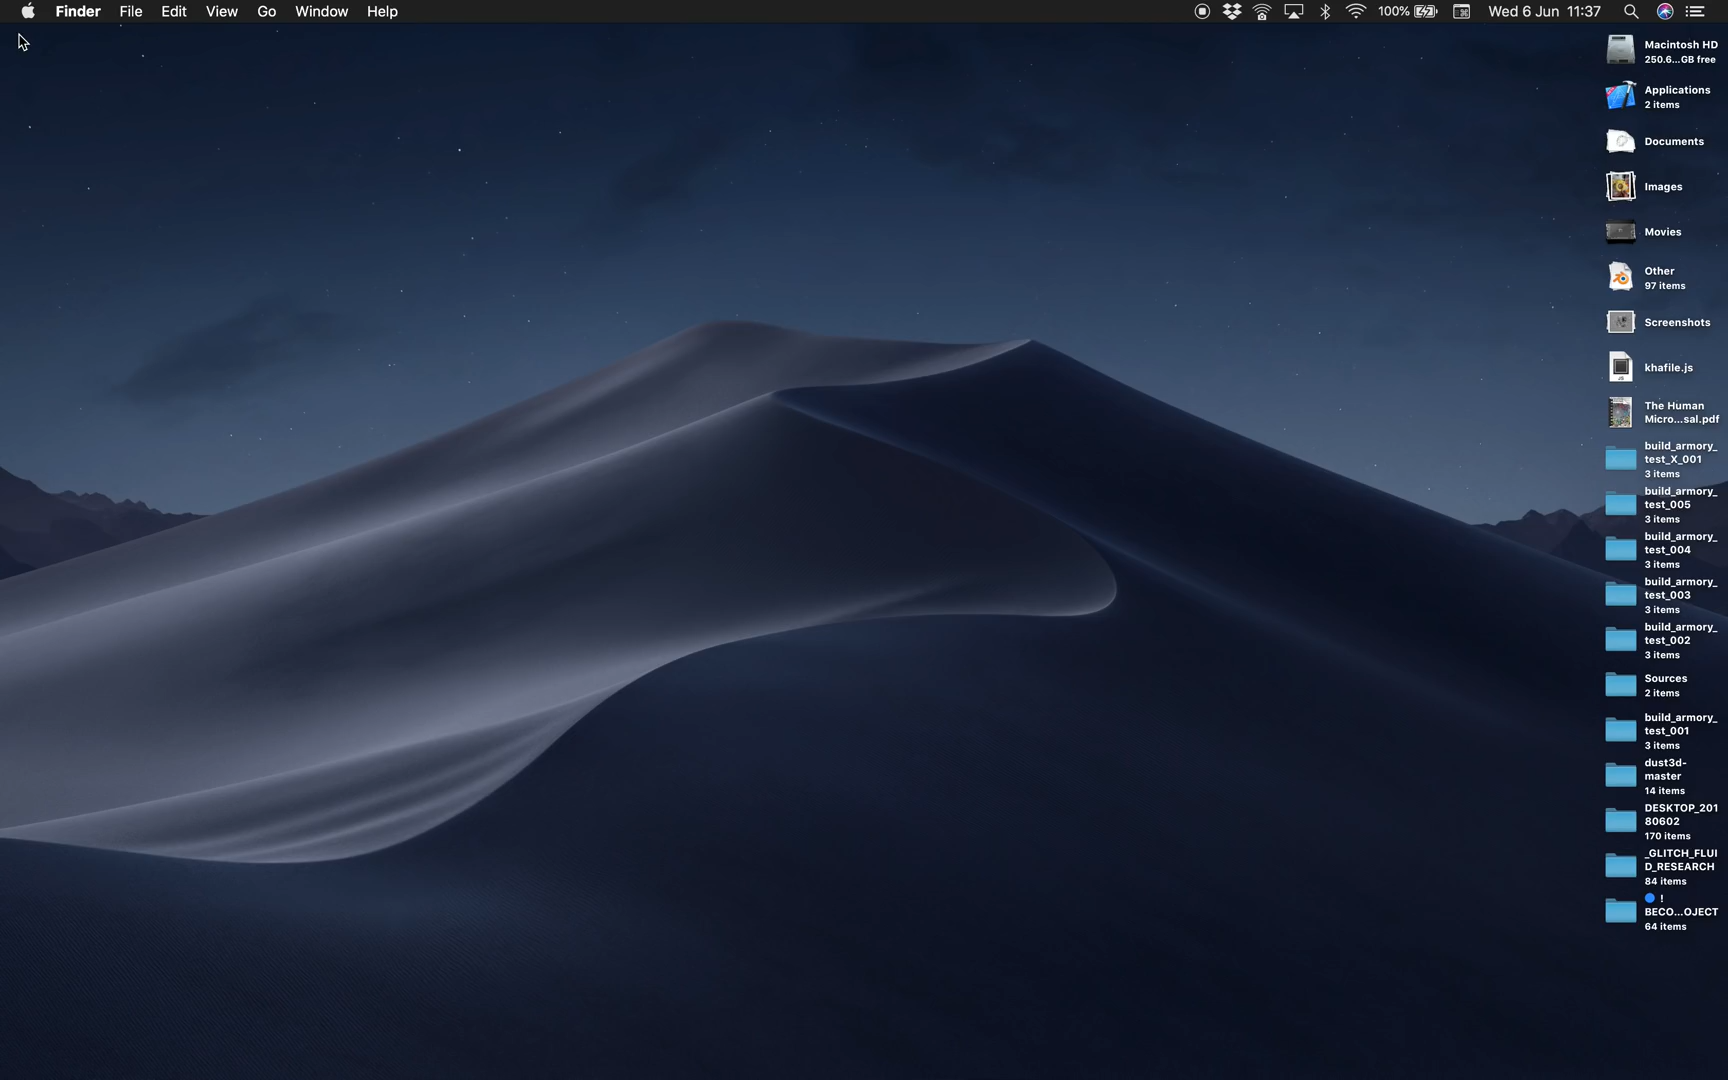 Finder File Edit View Go Window Help 100% Wed 6 Jun 11:37
Macintosh HD
250.6...GB free
Applications
2 items
Documents
Images
Movies
Other
97 items
Screenshots
khafile.js
The Human
Micro...sal.pdf
build_armory_
test_X_001
3 items
build_armory_
test_005
3 items
build_armory_
test_004
3 items
build_armory_
test_003
3 items
build_armory_
test_002
3 items
Sources
2 items
build_armory_
test_001
3 items
dust3d-
master
14 items
DESKTOP_201
80602
170 items
_GLITCH_FLUI
D_RESEARCH
84 items
!
BECO...OJECT
64 items